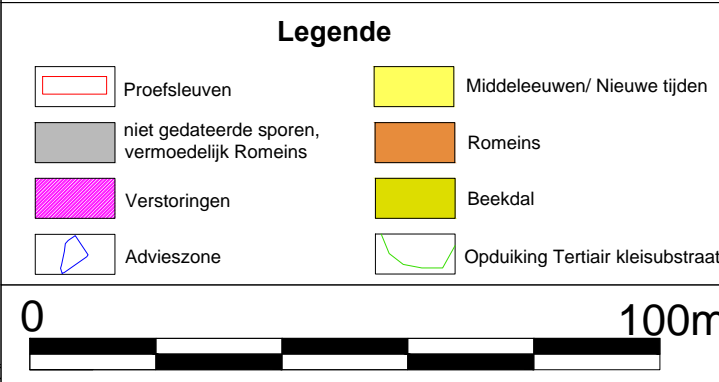 Legende
Proefsleuven
niet gedateerde sporen,
vermoedelijk Romeins
Verstoringen
Advieszone
Middeleeuwen/ Nieuwe tijden
Romeins
Beekdal
Opduiking Tertiair kleisubstraat
0
100m